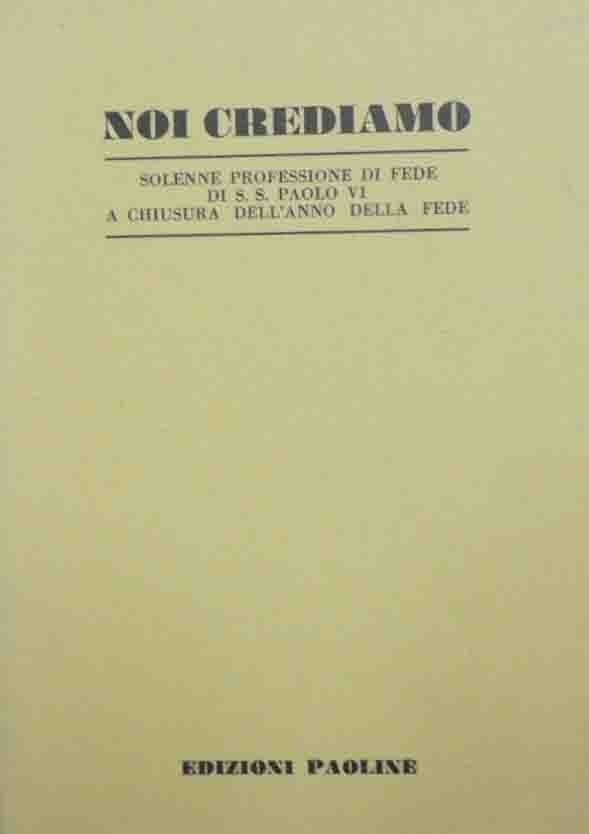 NOI CREDIAMO
SOLENNE PROFESSIONE DI FEDE
DI S. S. PAOLO VI
A CHIUSURA DELL'ANNO DELLA FEDE
EDIZIONI PAOLINE